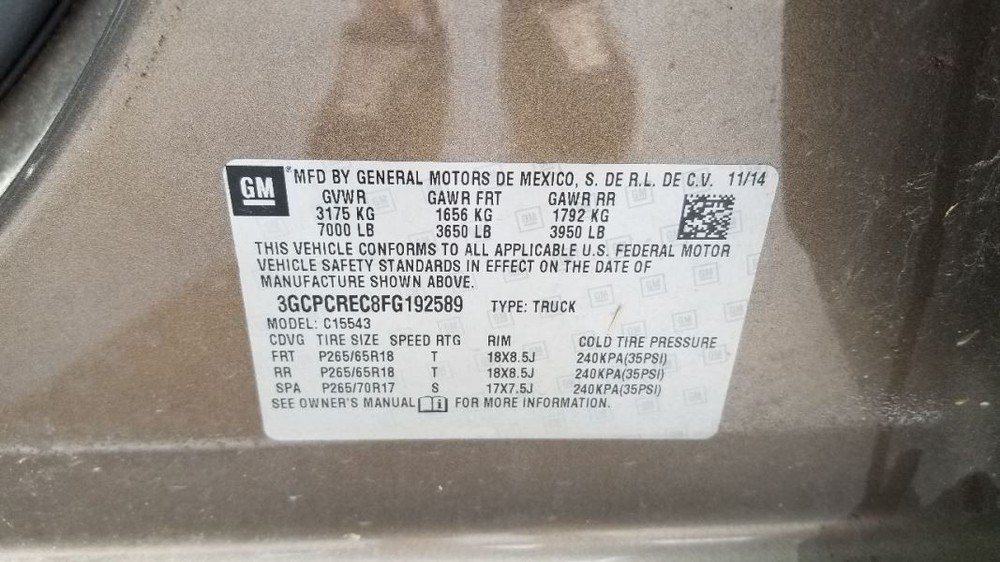 GM
® MFD BY GENERAL MOTORS DE MEXICO, S. DE R.L. DE C.V. 11/14
GVWR GAWR FRT GAWR RR
3175 KG 1656 KG 1792 KG
7000 LB 3650 LB 3950 LB
THIS VEHICLE CONFORMS TO ALL APPLICABLE U.S. FEDERAL MOTOR
VEHICLE SAFETY STANDARDS IN EFFECT ON THE DATE OF
MANUFACTURE SHOWN ABOVE.
3GCPCREC8FG192589 TYPE: TRUCK
MODEL: C15543
CDVG TIRE SIZE SPEED RTG RIM COLD TIRE PRESSURE
FRT P265/65R18 T 18X8.5J 240KPA(35PSI)
RR P265/65R18 T 18X8.5J 240KPA(35PSI)
SPA P265/70R17 S 17X7.5J 240KPA(35PSI)
SEE OWNER'S MANUAL FOR MORE INFORMATION.